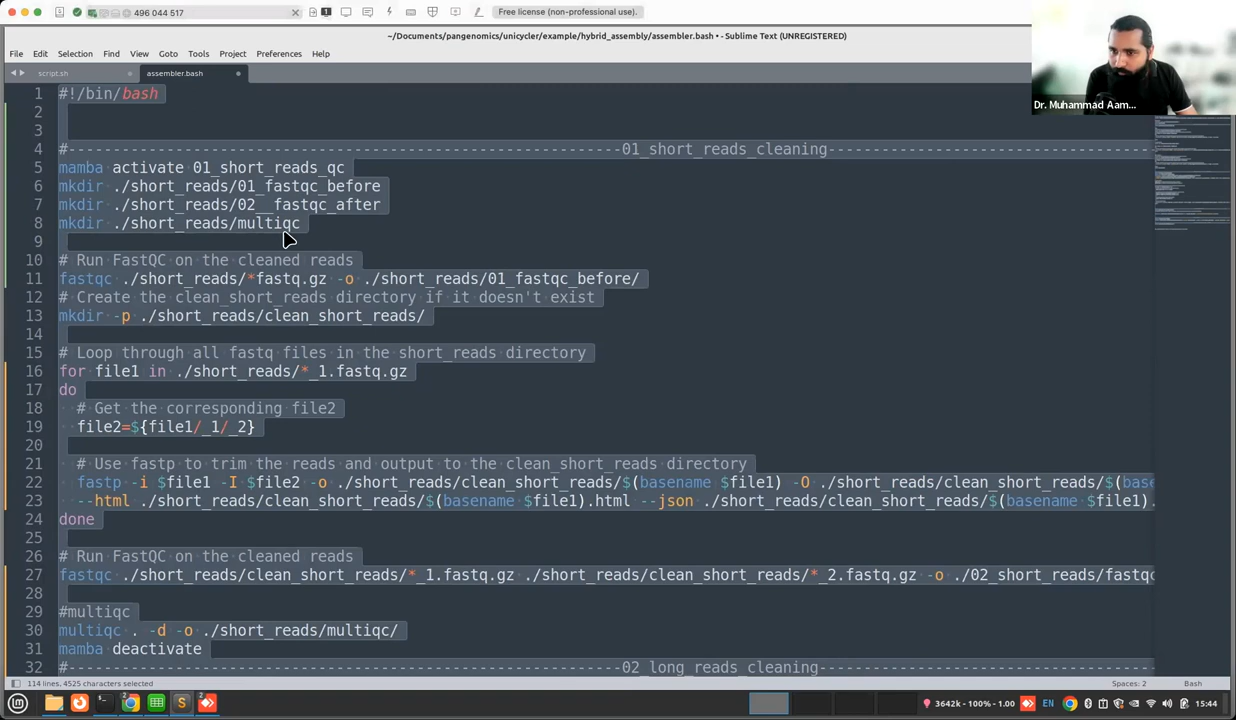 496 044 517
1
Free license (non-professional use).
~/Documents/pangenomics/unicycler/example/hybrid_assembly/assembler.bash • - Sublime Text (UNREGISTERED)
File Edit Selection Find View Goto Tools Project Preferences Help
script.sh
assembler.bash
Dr. Muhammad Aam...
1 #!/bin/bash
2
3
4 #-------------------------------------------------------------01_short_reads_cleaning------------------------------------
5 mamba activate 01_short_reads_qc
6 mkdir ./short_reads/01_fastqc_before
7 mkdir ./short_reads/02__fastqc_after
8 mkdir ./short_reads/multiqc
9
10 # Run FastQC on the cleaned reads
11 fastqc ./short_reads/*fastq.gz -o ./short_reads/01_fastqc_before/
12 # Create the clean_short_reads directory if it doesn't exist
13 mkdir -p ./short_reads/clean_short_reads/
14
15 # Loop through all fastq files in the short_reads directory
16 for file1 in ./short_reads/*_1.fastq.gz
17 do
18 # Get the corresponding file2
19 file2=${file1/_1/_2}
20
21 # Use fastp to trim the reads and output to the clean_short_reads directory
22 fastp -i $file1 -I $file2 -o ./short_reads/clean_short_reads/$(basename $file1) -O ./short_reads/clean_short_reads/$(base
23 --html ./short_reads/clean_short_reads/$(basename $file1).html --json ./short_reads/clean_short_reads/$(basename $file1).
24 done
25
26 # Run FastQC on the cleaned reads
27 fastqc ./short_reads/clean_short_reads/*_1.fastq.gz ./short_reads/clean_short_reads/*_2.fastq.gz -o ./02_short_reads/fastqc
28
29 #multiqc
30 multiqc . -d -o ./short_reads/multiqc/
31 mamba deactivate
32 #-------------------------------------------------------------02_long_reads_cleaning-------------------------------------
114 lines, 4525 characters selected
Spaces: 2
Bash
2
2
3642k - 100% - 1.00
EN
15:44